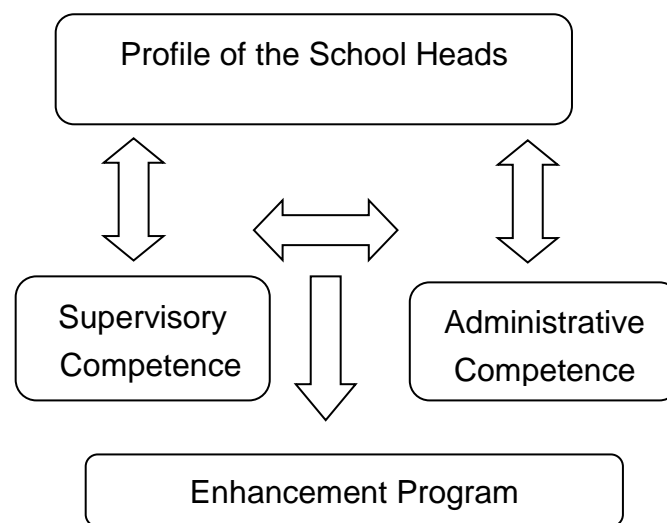 Profile of the School Heads
Supervisory
Competence
Administrative
Competence
Enhancement Program